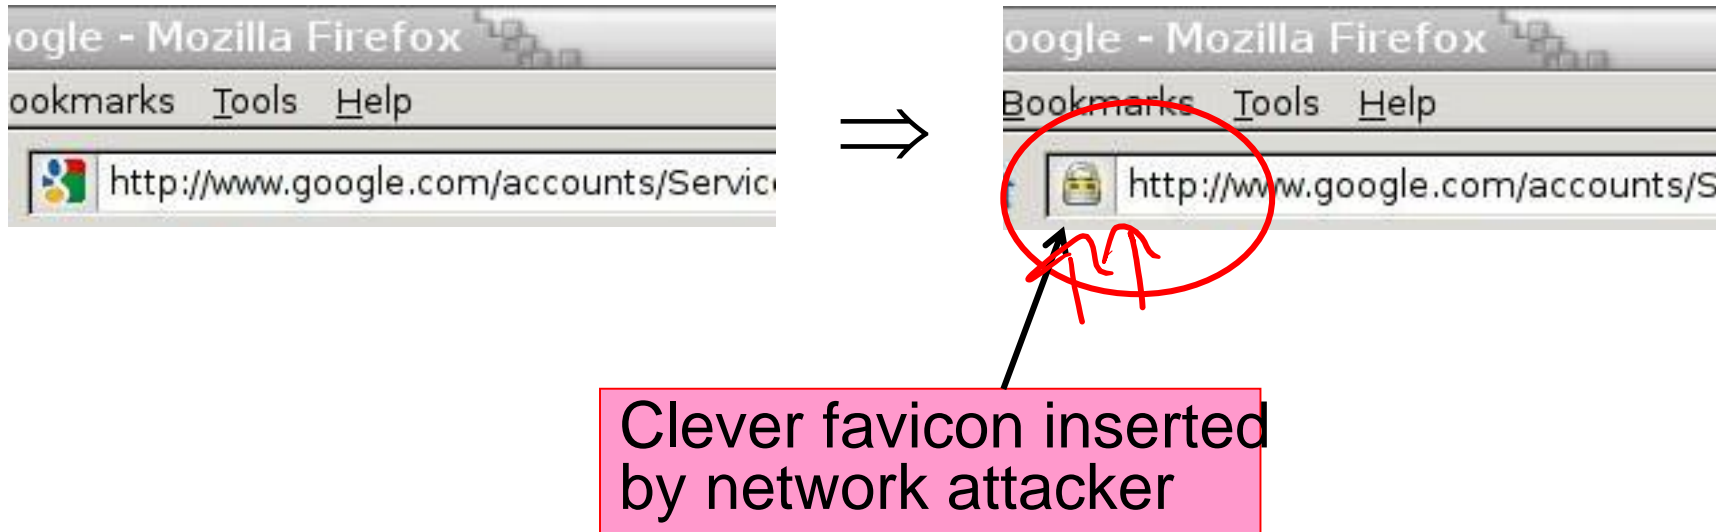 ogle - Mozilla Firefox
ookmarks Tools Help
http://www.google.com/accounts/Servic
⇒
oogle - Mozilla Firefox
Bookmarks Tools Help
http://www.google.com/accounts/S
Clever favicon inserted
by network attacker